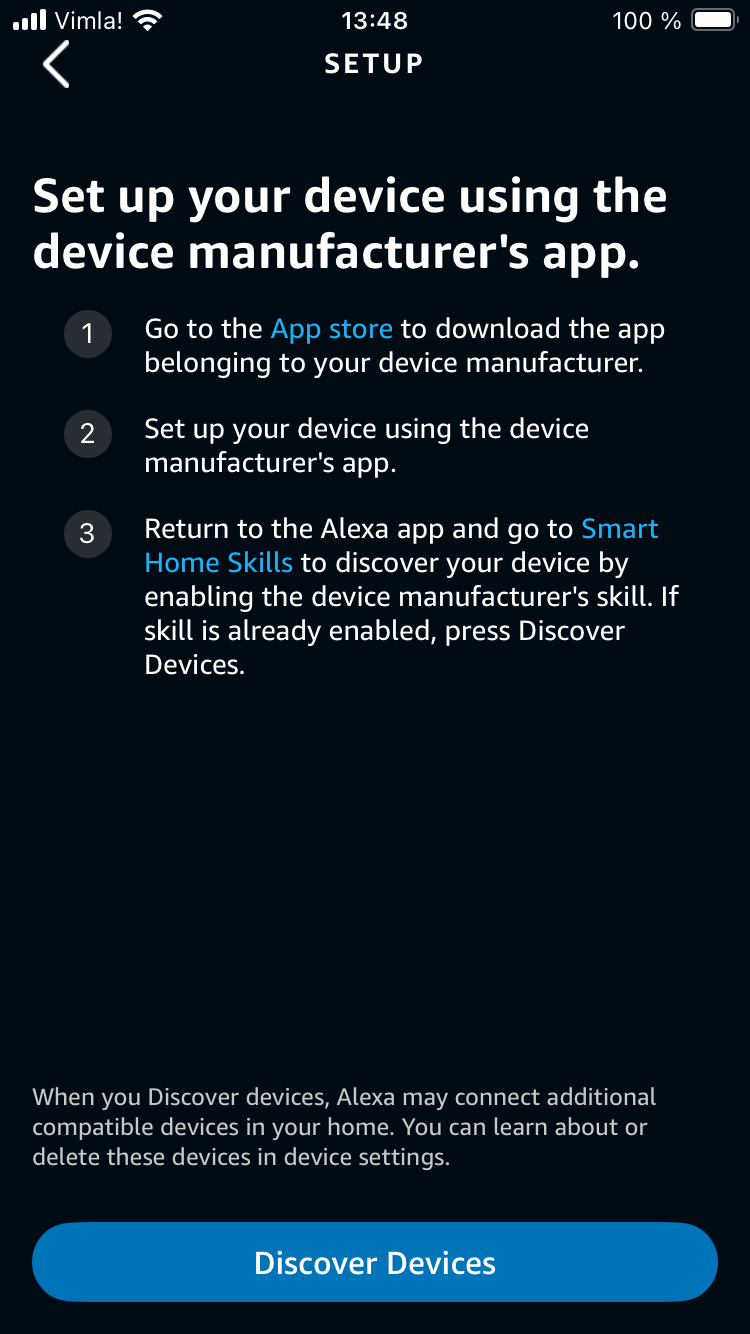 Vimla! 13:48 100 %
SETUP
Set up your device using the
device manufacturer's app.
1 Go to the App store to download the app
belonging to your device manufacturer.
2 Set up your device using the device
manufacturer's app.
3 Return to the Alexa app and go to Smart
Home Skills to discover your device by
enabling the device manufacturer's skill. If
skill is already enabled, press Discover
Devices.
When you Discover devices, Alexa may connect additional
compatible devices in your home. You can learn about or
delete these devices in device settings.
Discover Devices